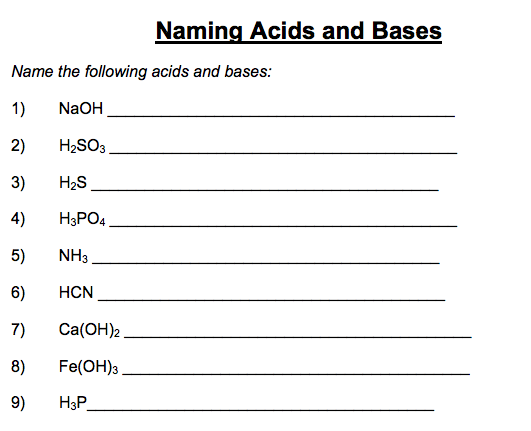 Naming Acids and Bases
Name the following acids and bases:
1) NaOH
2) H₂SO₃
3) H₂S
4) H₃PO₄
5) NH₃
6) HCN
7) Ca(OH)₂
8) Fe(OH)₃
9) H₃P